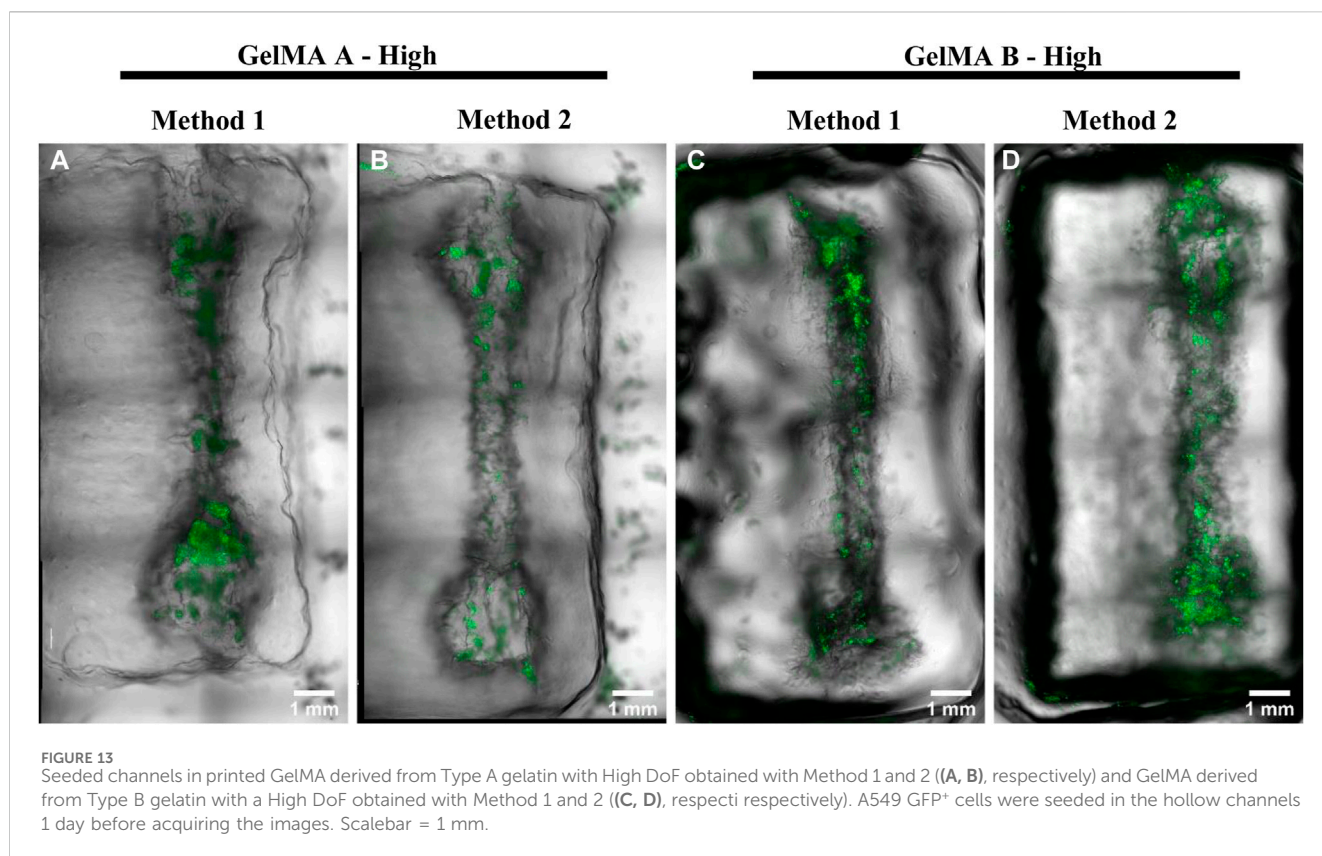 GelMA A - High
GelMA B - High
Method 1
Method 2
Method 1
Method 2
A
B
C
D
1 mm
1 mm
1 mm
1 mm
FIGURE 13
Seeded channels in printed GelMA derived from Type A gelatin with High DoF obtained with Method 1 and 2 ((A, B), respectively) and GelMA derived
from Type B gelatin with a High DoF obtained with Method 1 and 2 ((C, D), respecti respectively). A549 GFP⁺ cells were seeded in the hollow channels
1 day before acquiring the images. Scalebar = 1 mm.